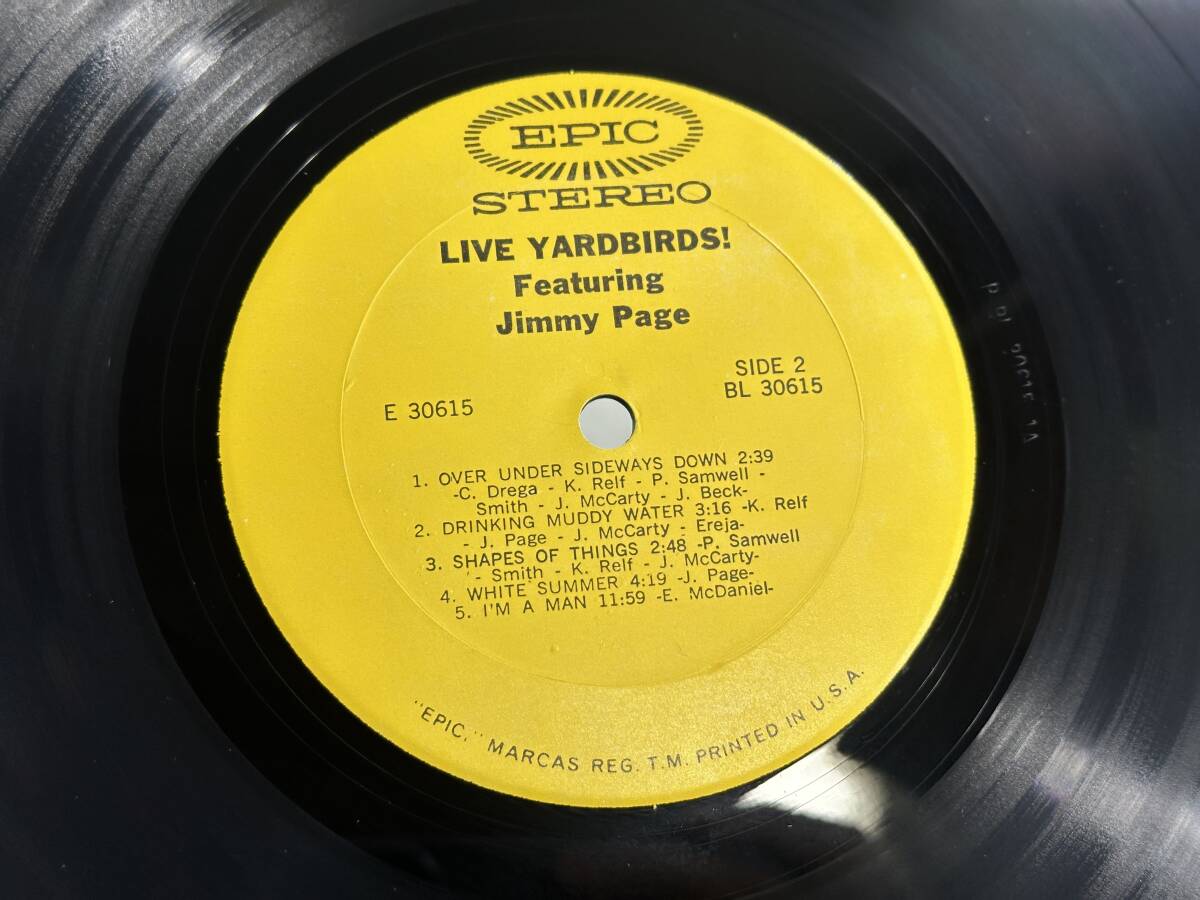 EPIC
STEREO
LIVE YARDBIRDS!
Featuring
Jimmy Page
SIDE 2
E 30615
BL 30615
1. OVER UNDER SIDEWAYS DOWN 2:39
-C. Drega - K. Relf - P. Samwell -
Smith - J. McCarty - J. Beck-
2. DRINKING MUDDY WATER 3:16 -K. Relf
- J. Page - J. McCarty - Ereja-
3. SHAPES OF THINGS 2:48 -P. Samwell
- Smith - K. Relf - J. McCarty-
4. WHITE SUMMER 4:19 -J. Page-
5. I'M A MAN 11:59 -E. McDaniel-
"EPIC," MARCAS REG. T.M. PRINTED IN U.S.A.
BL 30615 1A